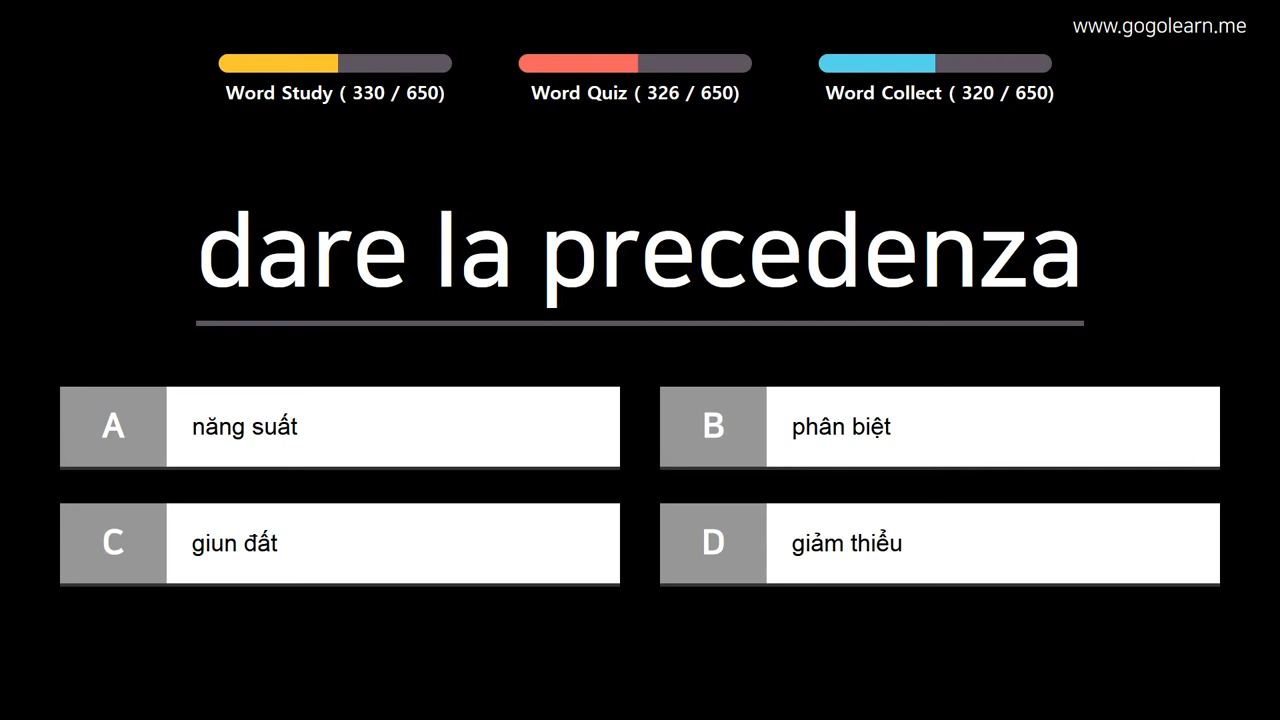 www.gogolearn.me
Word Study ( 330 / 650)
Word Quiz ( 326 / 650)
Word Collect ( 320 / 650)
dare la precedenza
A
năng suất
B
phân biệt
C
giun đất
D
giảm thiểu